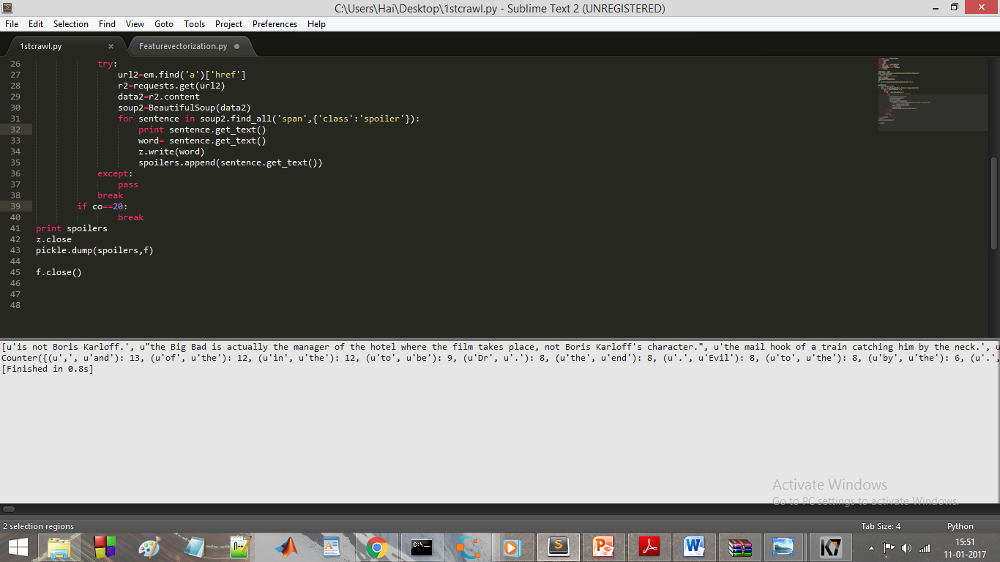 C:\Users\Hai\Desktop\1stcrawl.py - Sublime Text 2 (UNREGISTERED)
File Edit Selection Find View Goto Tools Project Preferences Help
1stcrawl.py Featurevectorization.py
26 try:
27 url2=em.find('a')['href']
28 r2=requests.get(url2)
29 data2=r2.content
30 soup2=BeautifulSoup(data2)
31 for sentence in soup2.find_all('span',{'class':'spoiler'}):
32 print sentence.get_text()
33 word= sentence.get_text()
34 z.write(word)
35 spoilers.append(sentence.get_text())
36 except:
37 pass
38 break
39 if co==20:
40 break
41 print spoilers
42 z.close
43 pickle.dump(spoilers,f)
44
45 f.close()
46
47
48
[u'is not Boris Karloff.', u"the Big Bad is actually the manager of the hotel where the film takes place, not Boris Karloff's character.", u'the mail hook of a train catching him by the neck.', u
Counter({(u',', u'and'): 13, (u'of', u'the'): 12, (u'in', u'the'): 12, (u'to', u'be'): 9, (u'Dr', u'.'): 8, (u'the', u'end'): 8, (u'.', u'Evil'): 8, (u'to', u'the'): 8, (u'by', u'the'): 6, (u'.',
[Finished in 0.8s]
Activate Windows
Go to PC settings to activate Windows.
2 selection regions Tab Size: 4 Python
15:51
11-01-2017